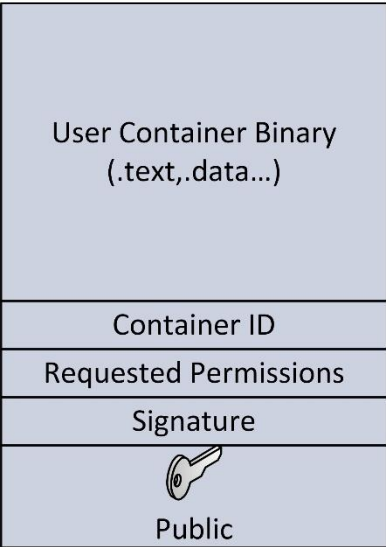 User Container Binary
(.text,.data...)
Container ID
Requested Permissions
Signature
Public